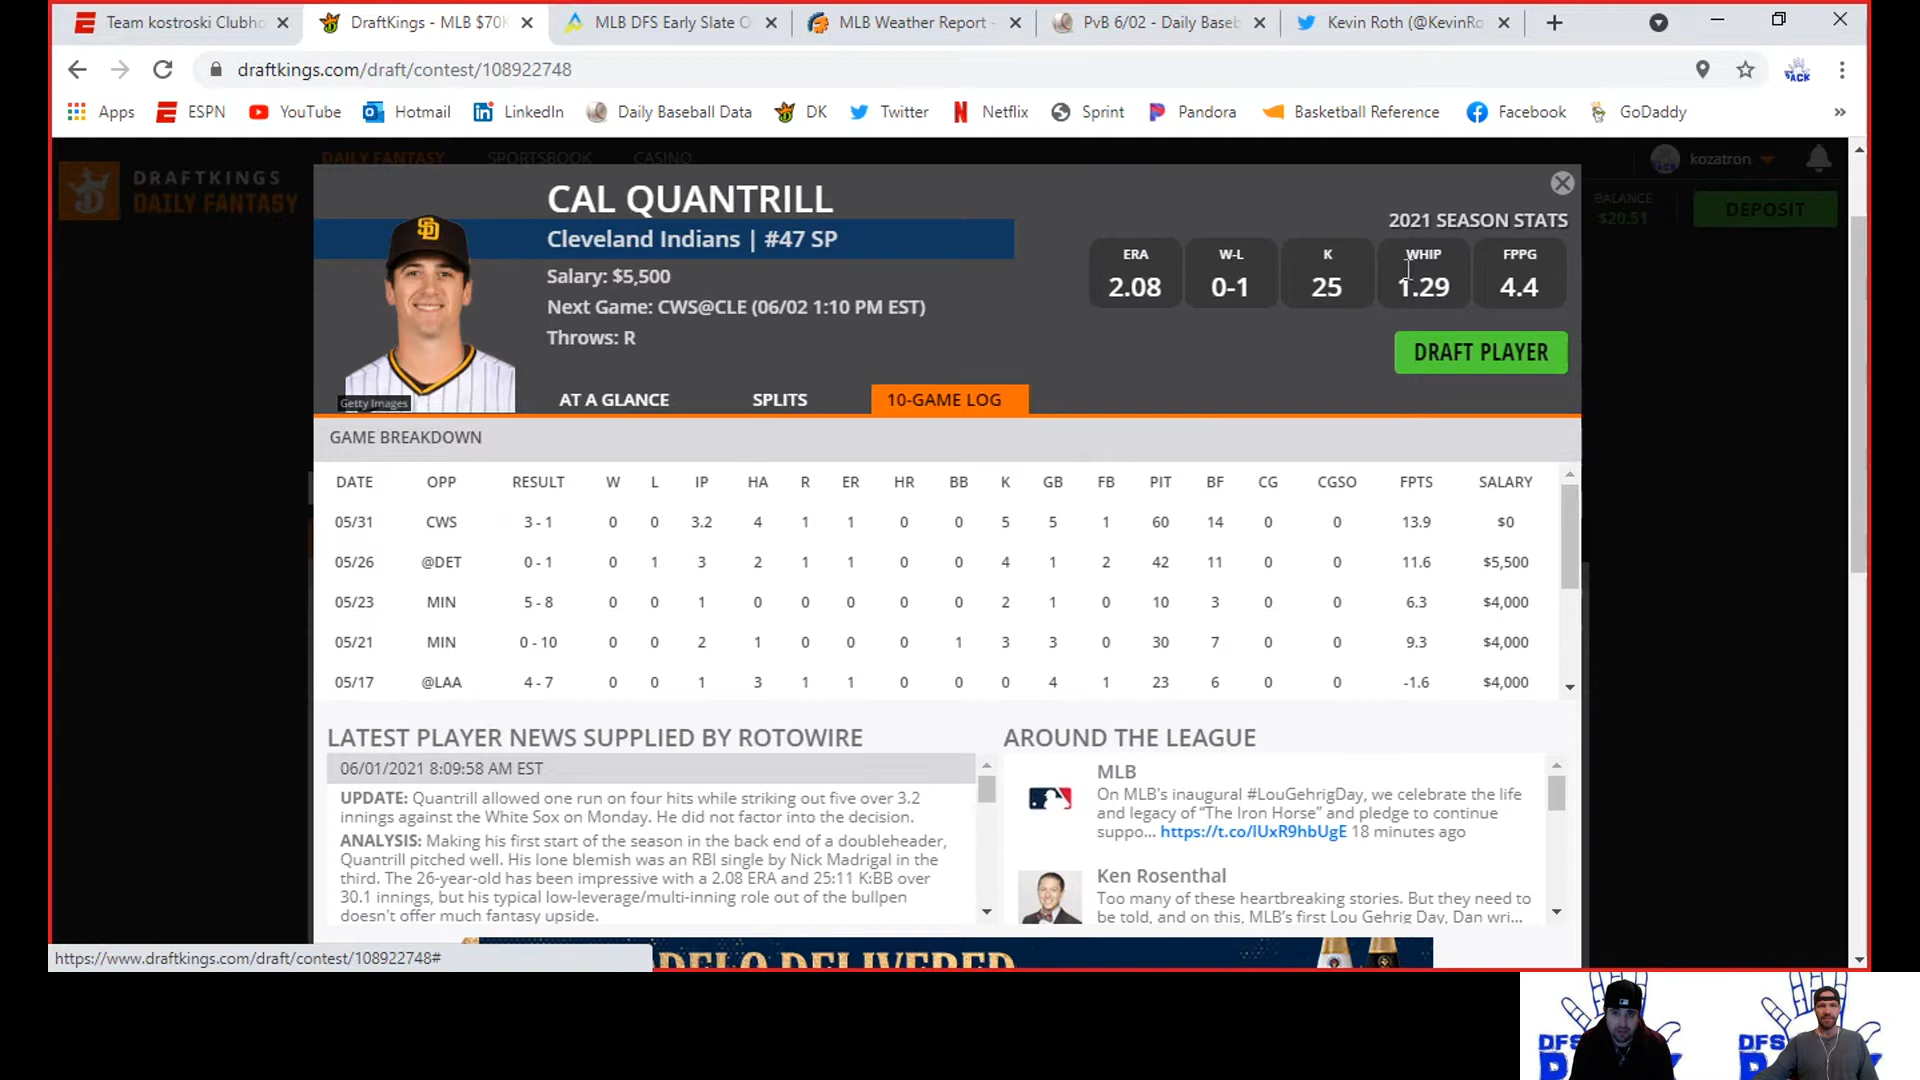 Team kostroski Clubho
DraftKings - MLB $70K
MLB DFS Early Slate O
MLB Weather Report -
PvB 6/02 - Daily Baseb
Kevin Roth (@KevinRo
draftkings.com/draft/contest/108922748
Apps ESPN YouTube Hotmail LinkedIn Daily Baseball Data DK Twitter Netflix Sprint Pandora Basketball Reference Facebook GoDaddy »
DAILY FANTASY SPORTSBOOK CASINO
DRAFTKINGS
DAILY FANTASY
kozatron
BALANCE
$20.51
DEPOSIT
CAL QUANTRILL
Cleveland Indians | #47 SP
Salary: $5,500
Next Game: CWS@CLE (06/02 1:10 PM EST)
Throws: R
Getty Images
2021 SEASON STATS
ERA W-L K WHIP FPPG
2.08 0-1 25 1.29 4.4
DRAFT PLAYER
AT A GLANCE SPLITS 10-GAME LOG
GAME BREAKDOWN
DATE OPP RESULT W L IP HA R ER HR BB K GB FB PIT BF CG CGSO FPTS SALARY
05/31 CWS 3 - 1 0 0 3.2 4 1 1 0 0 5 5 1 60 14 0 0 13.9 $0
05/26 @DET 0 - 1 0 1 3 2 1 1 0 0 4 1 2 42 11 0 0 11.6 $5,500
05/23 MIN 5 - 8 0 0 1 0 0 0 0 0 2 1 0 10 3 0 0 6.3 $4,000
05/21 MIN 0 - 10 0 0 2 1 0 0 0 1 3 3 0 30 7 0 0 9.3 $4,000
05/17 @LAA 4 - 7 0 0 1 3 1 1 0 0 0 4 1 23 6 0 0 -1.6 $4,000
LATEST PLAYER NEWS SUPPLIED BY ROTOWIRE
06/01/2021 8:09:58 AM EST
UPDATE: Quantrill allowed one run on four hits while striking out five over 3.2
innings against the White Sox on Monday. He did not factor into the decision.
ANALYSIS: Making his first start of the season in the back end of a doubleheader,
Quantrill pitched well. His lone blemish was an RBI single by Nick Madrigal in the
third. The 26-year-old has been impressive with a 2.08 ERA and 25:11 K:BB over
30.1 innings, but his typical low-leverage/multi-inning role out of the bullpen
doesn't offer much fantasy upside.
AROUND THE LEAGUE
MLB
On MLB's inaugural #LouGehrigDay, we celebrate the life
and legacy of "The Iron Horse" and pledge to continue
suppo... https://t.co/lUxR9hbUgE 18 minutes ago
Ken Rosenthal
Too many of these heartbreaking stories. But they need to
be told, and on this, MLB's first Lou Gehrig Day, Dan wri...
https://www.draftkings.com/draft/contest/108922748#
DELO DELIVERED
DFS
DFS